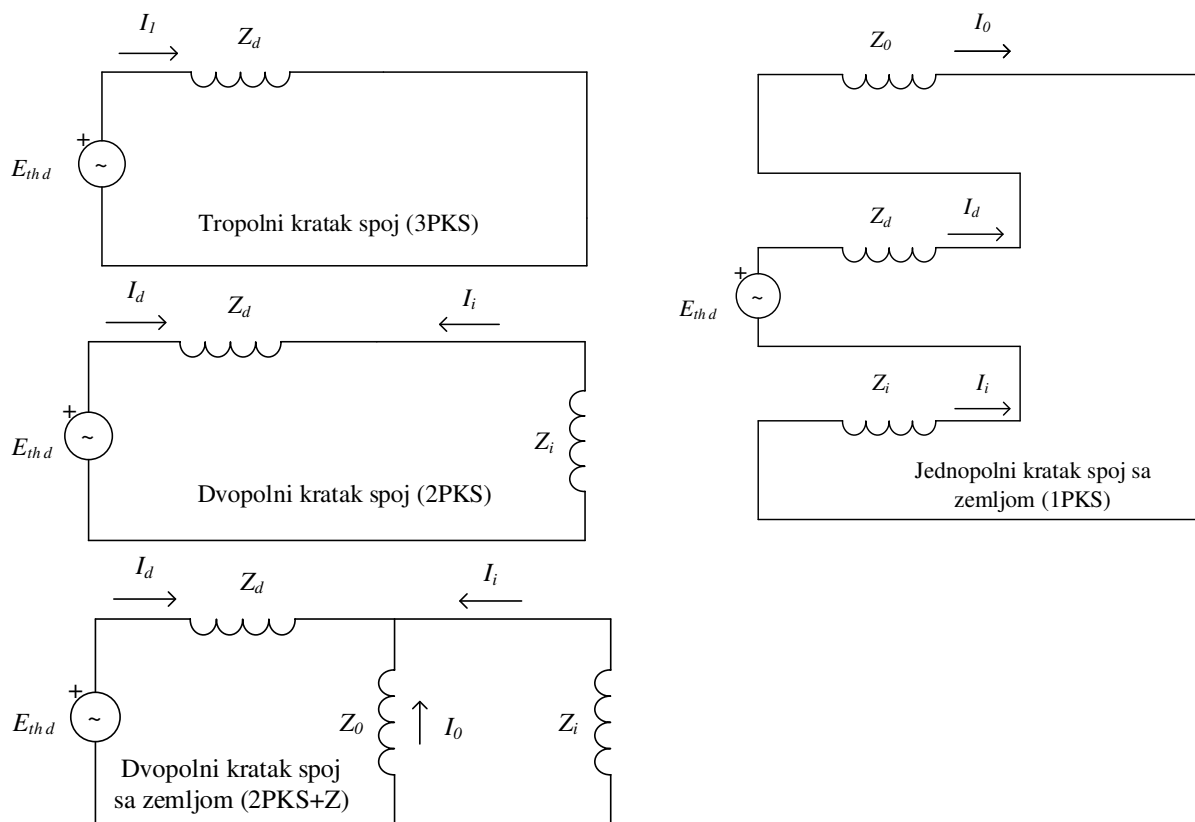 I1
Zd
+
Eth d
~
Tropolni kratak spoj (3PKS)
Id
Zd
Ii
+
Eth d
~
Zi
Dvopolni kratak spoj (2PKS)
Id
Zd
Ii
+
Eth d
~
Z0
I0
Zi
Dvopolni kratak spoj
sa zemljom (2PKS+Z)
Z0
I0
Zd
Id
+
Eth d
~
Zi
Ii
Jednopolni kratak spoj sa
zemljom (1PKS)